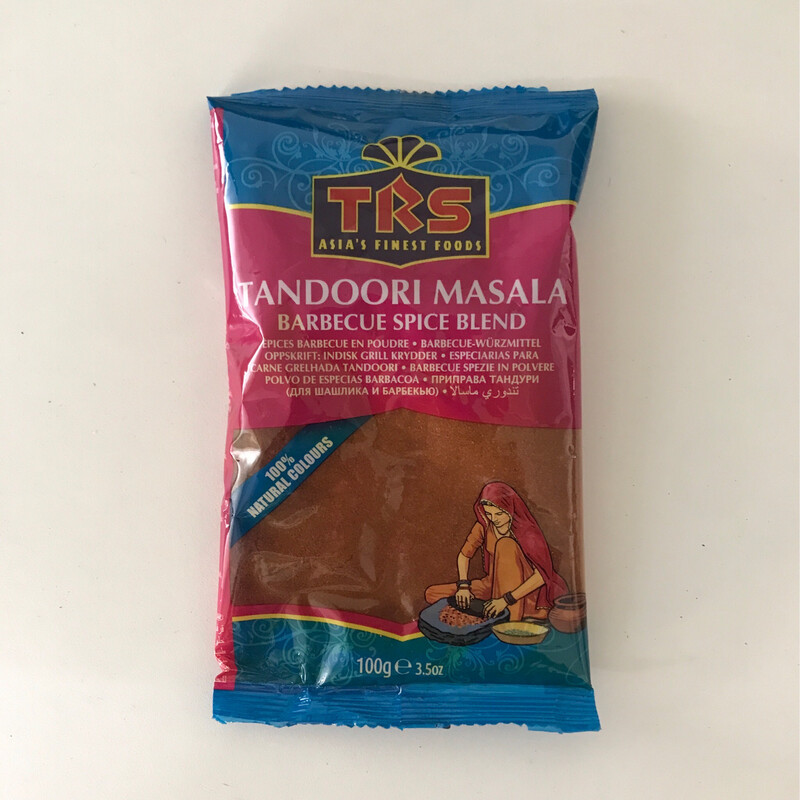 TRS
ASIA'S FINEST FOODS
TANDOORI MASALA
BARBECUE SPICE BLEND
EPICES BARBECUE EN POUDRE • BARBECUE-WÜRZMITTEL
OPPSKRIFT: INDISK GRILL KRYDDER • ESPECIARIAS PARA
CARNE GRELHADA TANDOORI • BARBECUE SPEZIE IN POLVERE
POLVO DE ESPECIAS BARBACOA • ПРИПРАВА ТАНДУРИ
(ДЛЯ ШАШЛИКА И БАРБЕКЬЮ) • تندوري ماسالا
100%
NATURAL COLOURS
100g ℮ 3.5oz